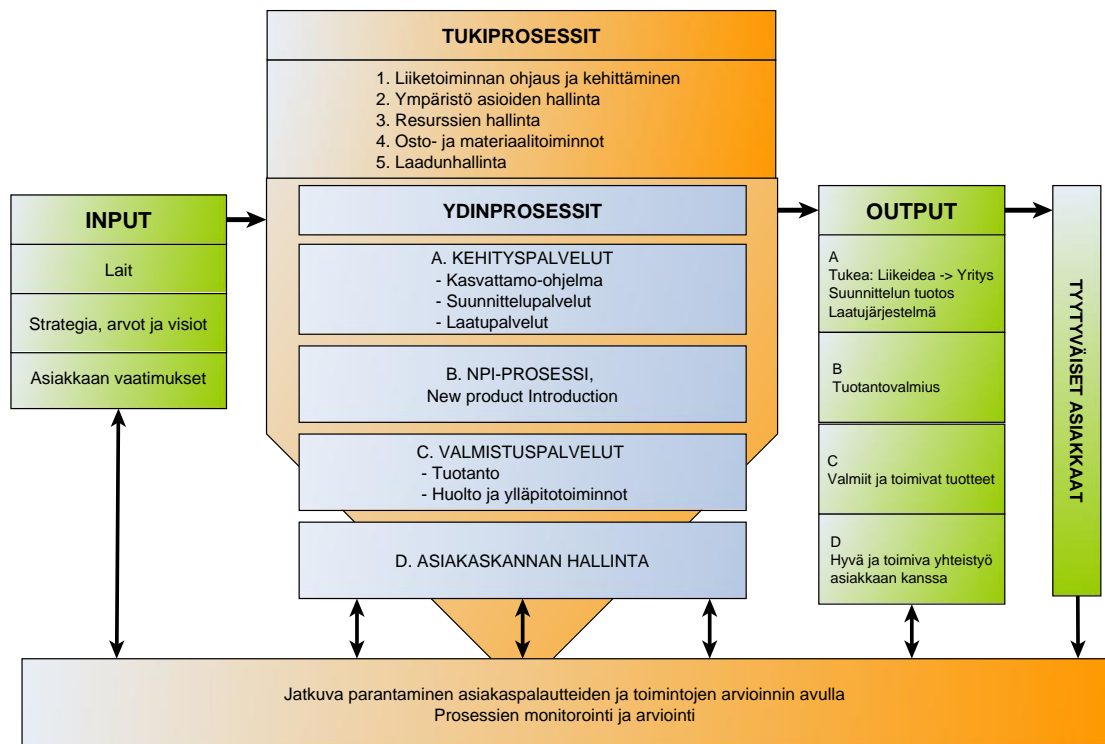 TUKIPROSESSIT
1. Liiketoiminnan ohjaus ja kehittäminen
2. Ympäristö asioiden hallinta
3. Resurssien hallinta
4. Osto- ja materiaalitoiminnot
5. Laadunhallinta
INPUT
Lait
Strategia, arvot ja visiot
Asiakkaan vaatimukset
YDINPROSESSIT
A. KEHITYSPALVELUT
- Kasvattamo-ohjelma
- Suunnittelupalvelut
- Laatupalvelut
B. NPI-PROSESSI,
New product Introduction
C. VALMISTUSPALVELUT
- Tuotanto
- Huolto ja ylläpitotoiminnot
D. ASIAKASKANNAN HALLINTA
OUTPUT
A
Tukea: Liikeidea -> Yritys
Suunnittelun tuotos
Laatujärjestelmä
B
Tuotantovalmius
C
Valmiit ja toimivat tuotteet
D
Hyvä ja toimiva yhteistyö
asiakkaan kanssa
TYYTYVÄISET ASIAKKAAT
Jatkuva parantaminen asiakaspalautteiden ja toimintojen arvioinnin avulla
Prosessien monitorointi ja arviointi